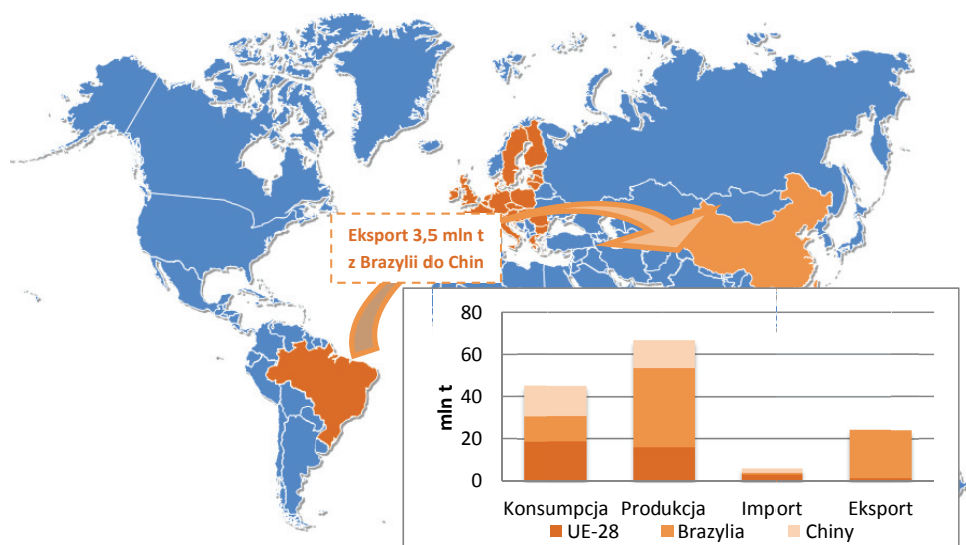 Eksport 3,5 mln t
z Brazylii do Chin
80
60
40
20
0
mln t
Konsumpcja Produkcja Import Eksport
UE-28 Brazylia Chiny